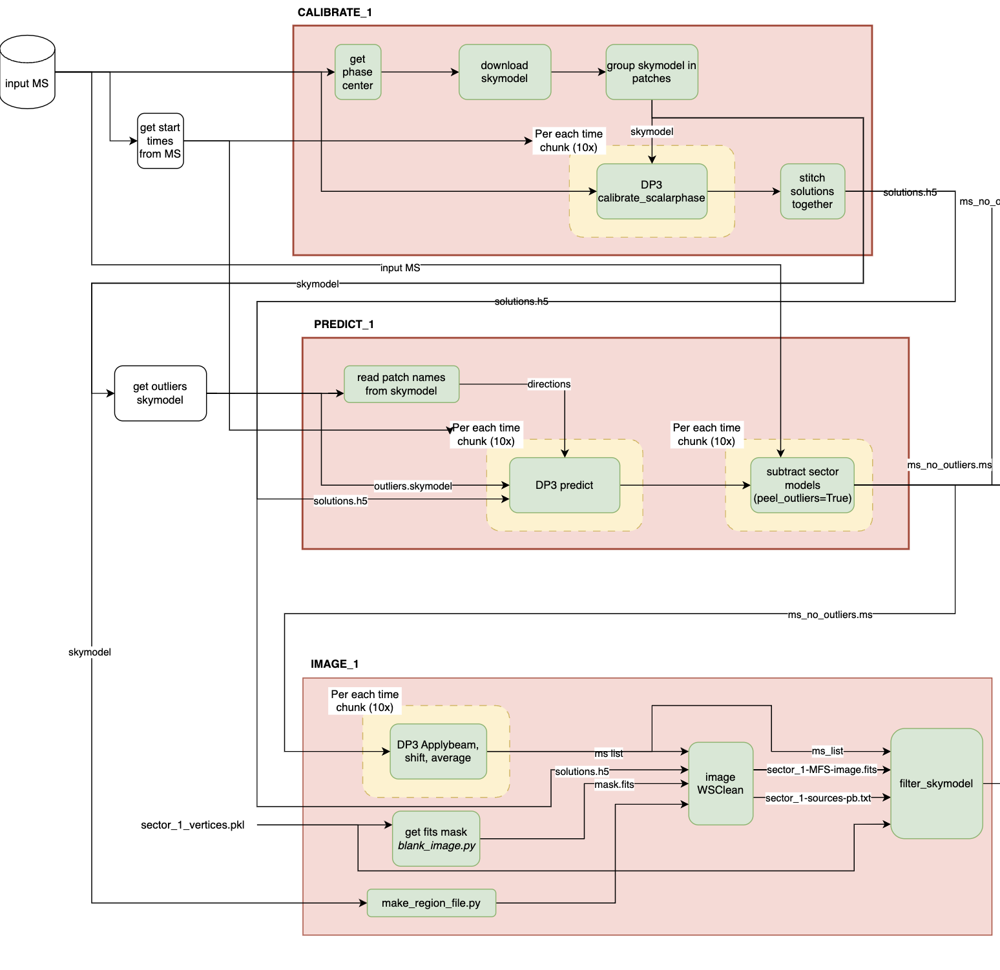 CALIBRATE_1
input MS
get
phase
center
download
skymodel
group skymodel in
patches
get start
times
from MS
Per each time
chunk (10x)
skymodel
DP3
calibrate_scalarphase
stitch
solutions
together
solutions.h5
ms_no_o
input MS
skymodel
solutions.h5
PREDICT_1
get outliers
skymodel
read patch names
from skymodel
directions
Per each time
chunk (10x)
Per each time
chunk (10x)
outliers.skymodel
solutions.h5
DP3 predict
subtract sector
models
(peel_outliers=True)
ms_no_outliers.ms
ms_no_outliers.ms
skymodel
IMAGE_1
Per each time
chunk (10x)
DP3 Applybeam,
shift, average
ms list
solutions.h5
mask.fits
image
WSClean
ms_list
sector_1-MFS-image.fits
sector_1-sources-pb.txt
filter_skymodel
sector_1_vertices.pkl
get fits mask
blank_image.py
make_region_file.py